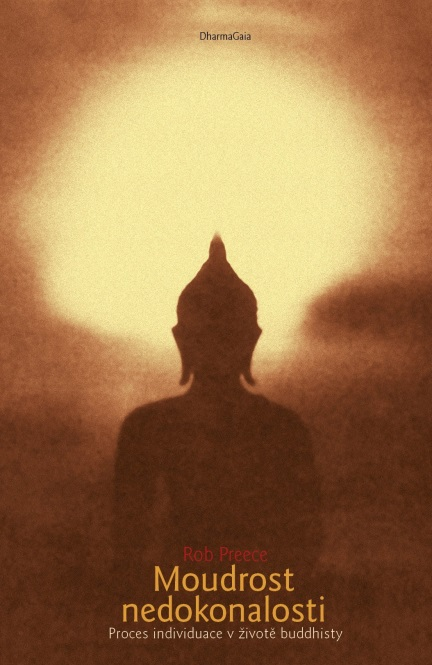 DharmaGaia
Rob Preece
Moudrost
nedokonalosti
Proces individuace v životě buddhisty